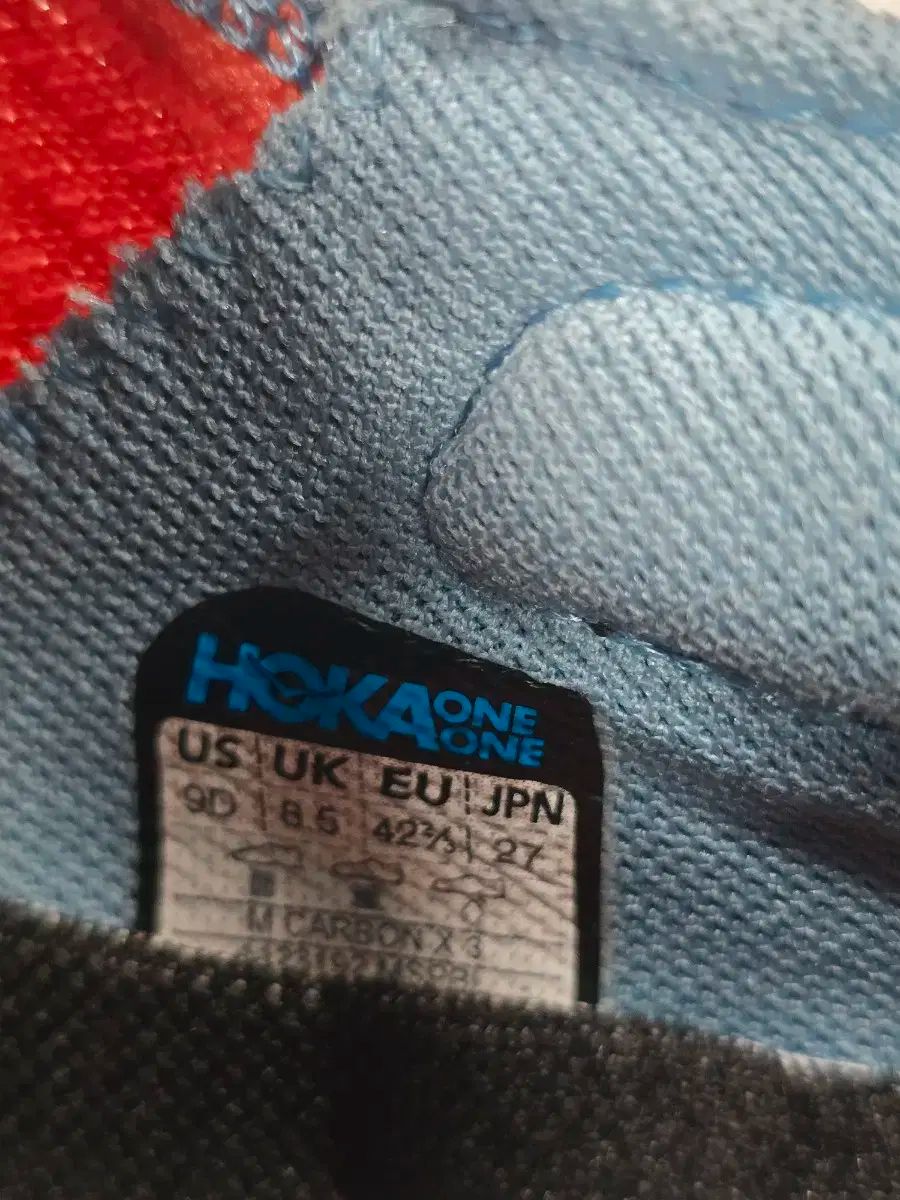 HOKA ONE ONE
US UK EU JPN
9D 8.5 42⅔ 27
M CARBON X 3